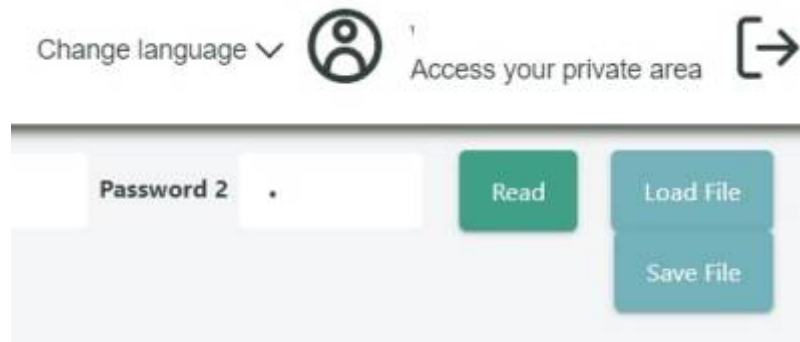 Change language
Access your private area
Password 2 .
Read
Load File
Save File